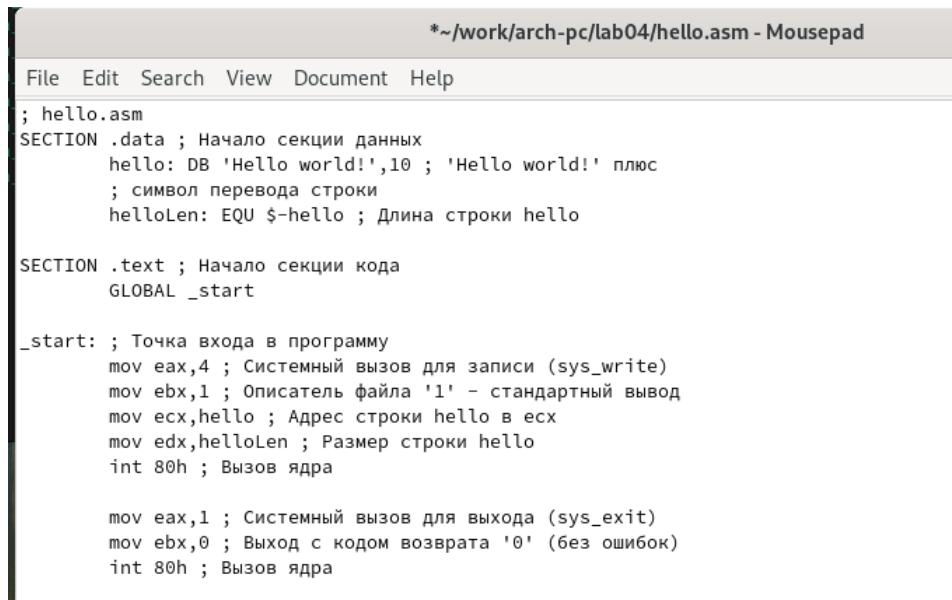 *~/work/arch-pc/lab04/hello.asm - Mousepad
File Edit Search View Document Help
; hello.asm
SECTION .data ; Начало секции данных
hello: DB 'Hello world!',10 ; 'Hello world!' плюс
; символ перевода строки
helloLen: EQU $-hello ; Длина строки hello
SECTION .text ; Начало секции кода
GLOBAL _start
_start: ; Точка входа в программу
mov eax,4 ; Системный вызов для записи (sys_write)
mov ebx,1 ; Описатель файла '1' - стандартный вывод
mov ecx,hello ; Адрес строки hello в ecx
mov edx,helloLen ; Размер строки hello
int 80h ; Вызов ядра
mov eax,1 ; Системный вызов для выхода (sys_exit)
mov ebx,0 ; Выход с кодом возврата '0' (без ошибок)
int 80h ; Вызов ядра